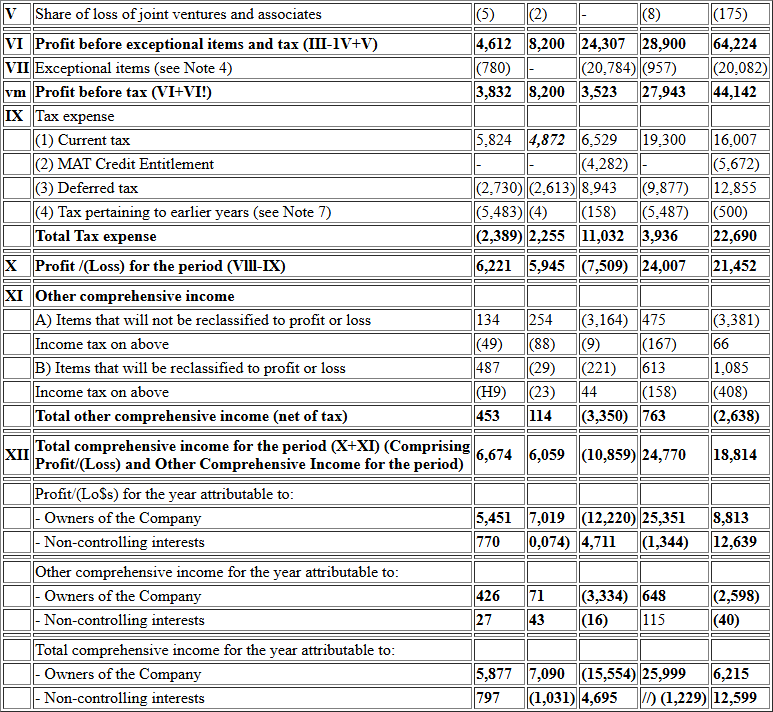 V Share of loss of joint ventures and associates (5) (2) - (8) (175)
VI Profit before exceptional items and tax (III-1V+V) 4,612 8,200 24,307 28,900 64,224
VII Exceptional items (see Note 4) (780) - (20,784) (957) (20,082)
vm Profit before tax (VI+VI!) 3,832 8,200 3,523 27,943 44,142
IX Tax expense
(1) Current tax 5,824 4,872 6,529 19,300 16,007
(2) MAT Credit Entitlement - - (4,282) - (5,672)
(3) Deferred tax (2,730) (2,613) 8,943 (9,877) 12,855
(4) Tax pertaining to earlier years (see Note 7) (5,483) (4) (158) (5,487) (500)
Total Tax expense (2,389) 2,255 11,032 3,936 22,690
X Profit /(Loss) for the period (Vlll-IX) 6,221 5,945 (7,509) 24,007 21,452
XI Other comprehensive income
A) Items that will not be reclassified to profit or loss 134 254 (3,164) 475 (3,381)
Income tax on above (49) (88) (9) (167) 66
B) Items that will be reclassified to profit or loss 487 (29) (221) 613 1,085
Income tax on above (H9) (23) 44 (158) (408)
Total other comprehensive income (net of tax) 453 114 (3,350) 763 (2,638)
XII Total comprehensive income for the period (X+XI) (Comprising
Profit/(Loss) and Other Comprehensive Income for the period) 6,674 6,059 (10,859) 24,770 18,814
Profit/(Lo$s) for the year attributable to:
- Owners of the Company 5,451 7,019 (12,220) 25,351 8,813
- Non-controlling interests 770 0,074) 4,711 (1,344) 12,639
Other comprehensive income for the year attributable to:
- Owners of the Company 426 71 (3,334) 648 (2,598)
- Non-controlling interests 27 43 (16) 115 (40)
Total comprehensive income for the year attributable to:
- Owners of the Company 5,877 7,090 (15,554) 25,999 6,215
- Non-controlling interests 797 (1,031) 4,695 //) (1,229) 12,599